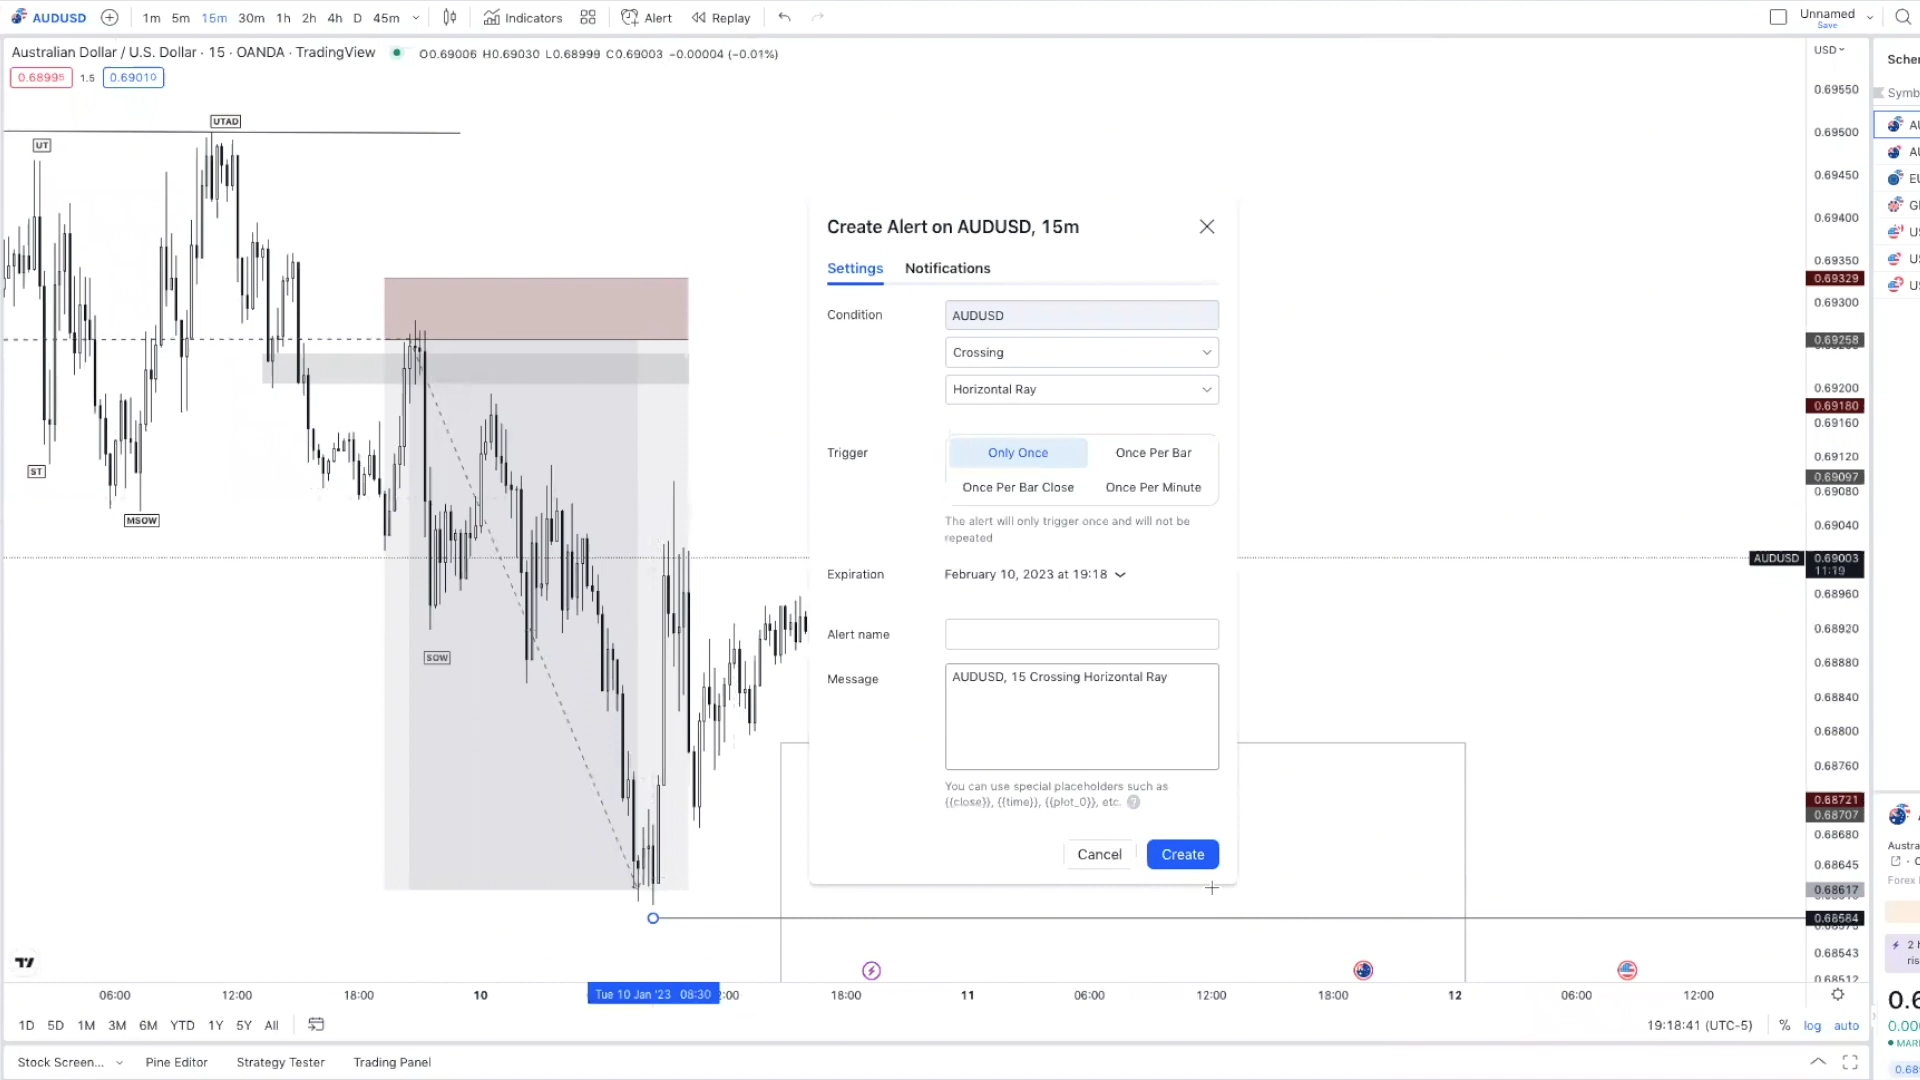 AUDUSD 1m 5m 15m 30m 1h 2h 4h D 45m Indicators Alert Replay Unnamed
Save
Australian Dollar / U.S. Dollar · 15 · OANDA · TradingView O0.69006 H0.69030 L0.68999 C0.69003 −0.00004 (−0.01%)
USD
0.68995 1.5 0.69010
Symb
0.69550
UTAD
0.69500
UT
0.69450
0.69400
0.69350
0.69329
0.69300
0.69258
0.69200
0.69180
0.69160
0.69120
0.69097
0.69080
0.69040
ST
MSOW
SOW
AUDUSD 0.69003
11:19
0.68960
0.68920
0.68880
0.68840
0.68800
0.68760
0.68721
0.68707
0.68680
0.68645
0.68617
0.68584
0.68543
0.68512
Create Alert on AUDUSD, 15m
Settings Notifications
Condition AUDUSD
Crossing
Horizontal Ray
Trigger Only Once Once Per Bar
Once Per Bar Close Once Per Minute
The alert will only trigger once and will not be
repeated
Expiration February 10, 2023 at 19:18
Alert name
Message AUDUSD, 15 Crossing Horizontal Ray
You can use special placeholders such as
{{close}}, {{time}}, {{plot_0}}, etc.
Cancel Create
06:00 12:00 18:00 10 Tue 10 Jan '23 08:30 18:00 11 06:00 12:00 18:00 12 06:00 12:00
1D 5D 1M 3M 6M YTD 1Y 5Y All 19:18:41 (UTC-5) % log auto
Stock Screen... Pine Editor Strategy Tester Trading Panel